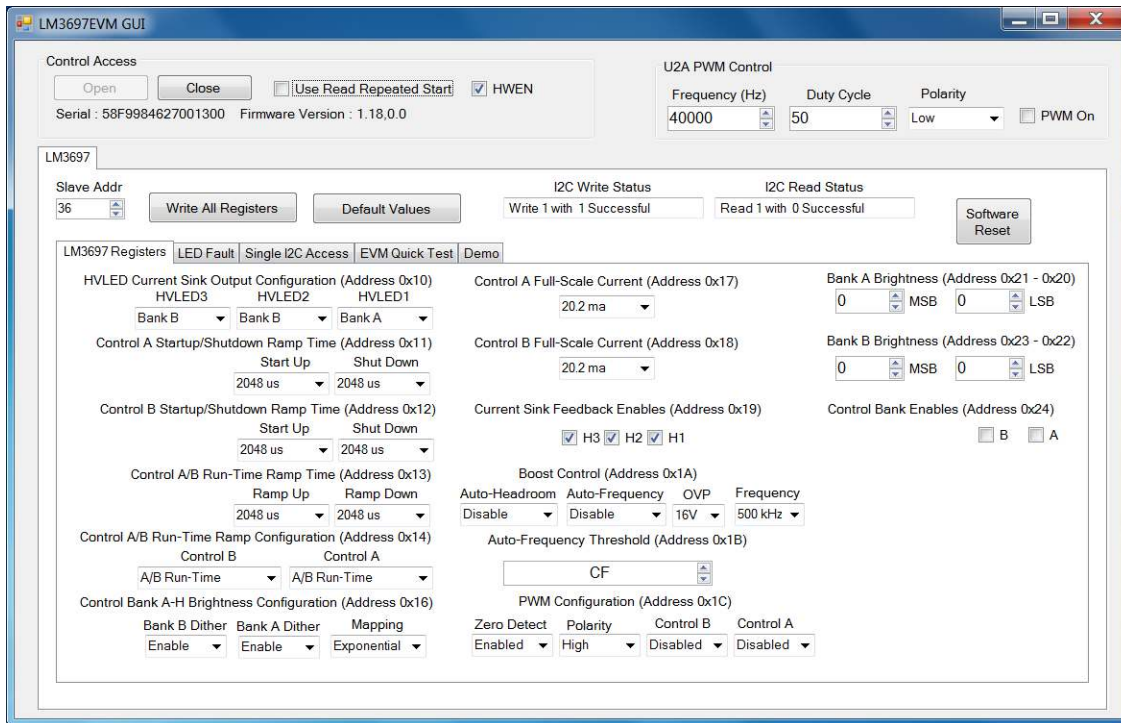 LM3697EVM GUI
Control Access
Open Close Use Read Repeated Start HWEN
Serial : 58F9984627001300 Firmware Version : 1.18,0.0
U2A PWM Control
Frequency (Hz) Duty Cycle Polarity
40000 50 Low PWM On
LM3697
Slave Addr
36 Write All Registers Default Values
I2C Write Status I2C Read Status
Write 1 with 1 Successful Read 1 with 0 Successful
Software
Reset
LM3697 Registers LED Fault Single I2C Access EVM Quick Test Demo
HVLED Current Sink Output Configuration (Address 0x10)
HVLED3 HVLED2 HVLED1
Bank B Bank B Bank A
Control A Startup/Shutdown Ramp Time (Address 0x11)
Start Up Shut Down
2048 us 2048 us
Control B Startup/Shutdown Ramp Time (Address 0x12)
Start Up Shut Down
2048 us 2048 us
Control A/B Run-Time Ramp Time (Address 0x13)
Ramp Up Ramp Down
2048 us 2048 us
Control A/B Run-Time Ramp Configuration (Address 0x14)
Control B Control A
A/B Run-Time A/B Run-Time
Control Bank A-H Brightness Configuration (Address 0x16)
Bank B Dither Bank A Dither Mapping
Enable Enable Exponential
Control A Full-Scale Current (Address 0x17)
20.2 ma
Control B Full-Scale Current (Address 0x18)
20.2 ma
Current Sink Feedback Enables (Address 0x19)
H3 H2 H1
Boost Control (Address 0x1A)
Auto-Headroom Auto-Frequency OVP Frequency
Disable Disable 16V 500 kHz
Auto-Frequency Threshold (Address 0x1B)
CF
PWM Configuration (Address 0x1C)
Zero Detect Polarity Control B Control A
Enabled High Disabled Disabled
Bank A Brightness (Address 0x21 - 0x20)
0 MSB 0 LSB
Bank B Brightness (Address 0x23 - 0x22)
0 MSB 0 LSB
Control Bank Enables (Address 0x24)
B A